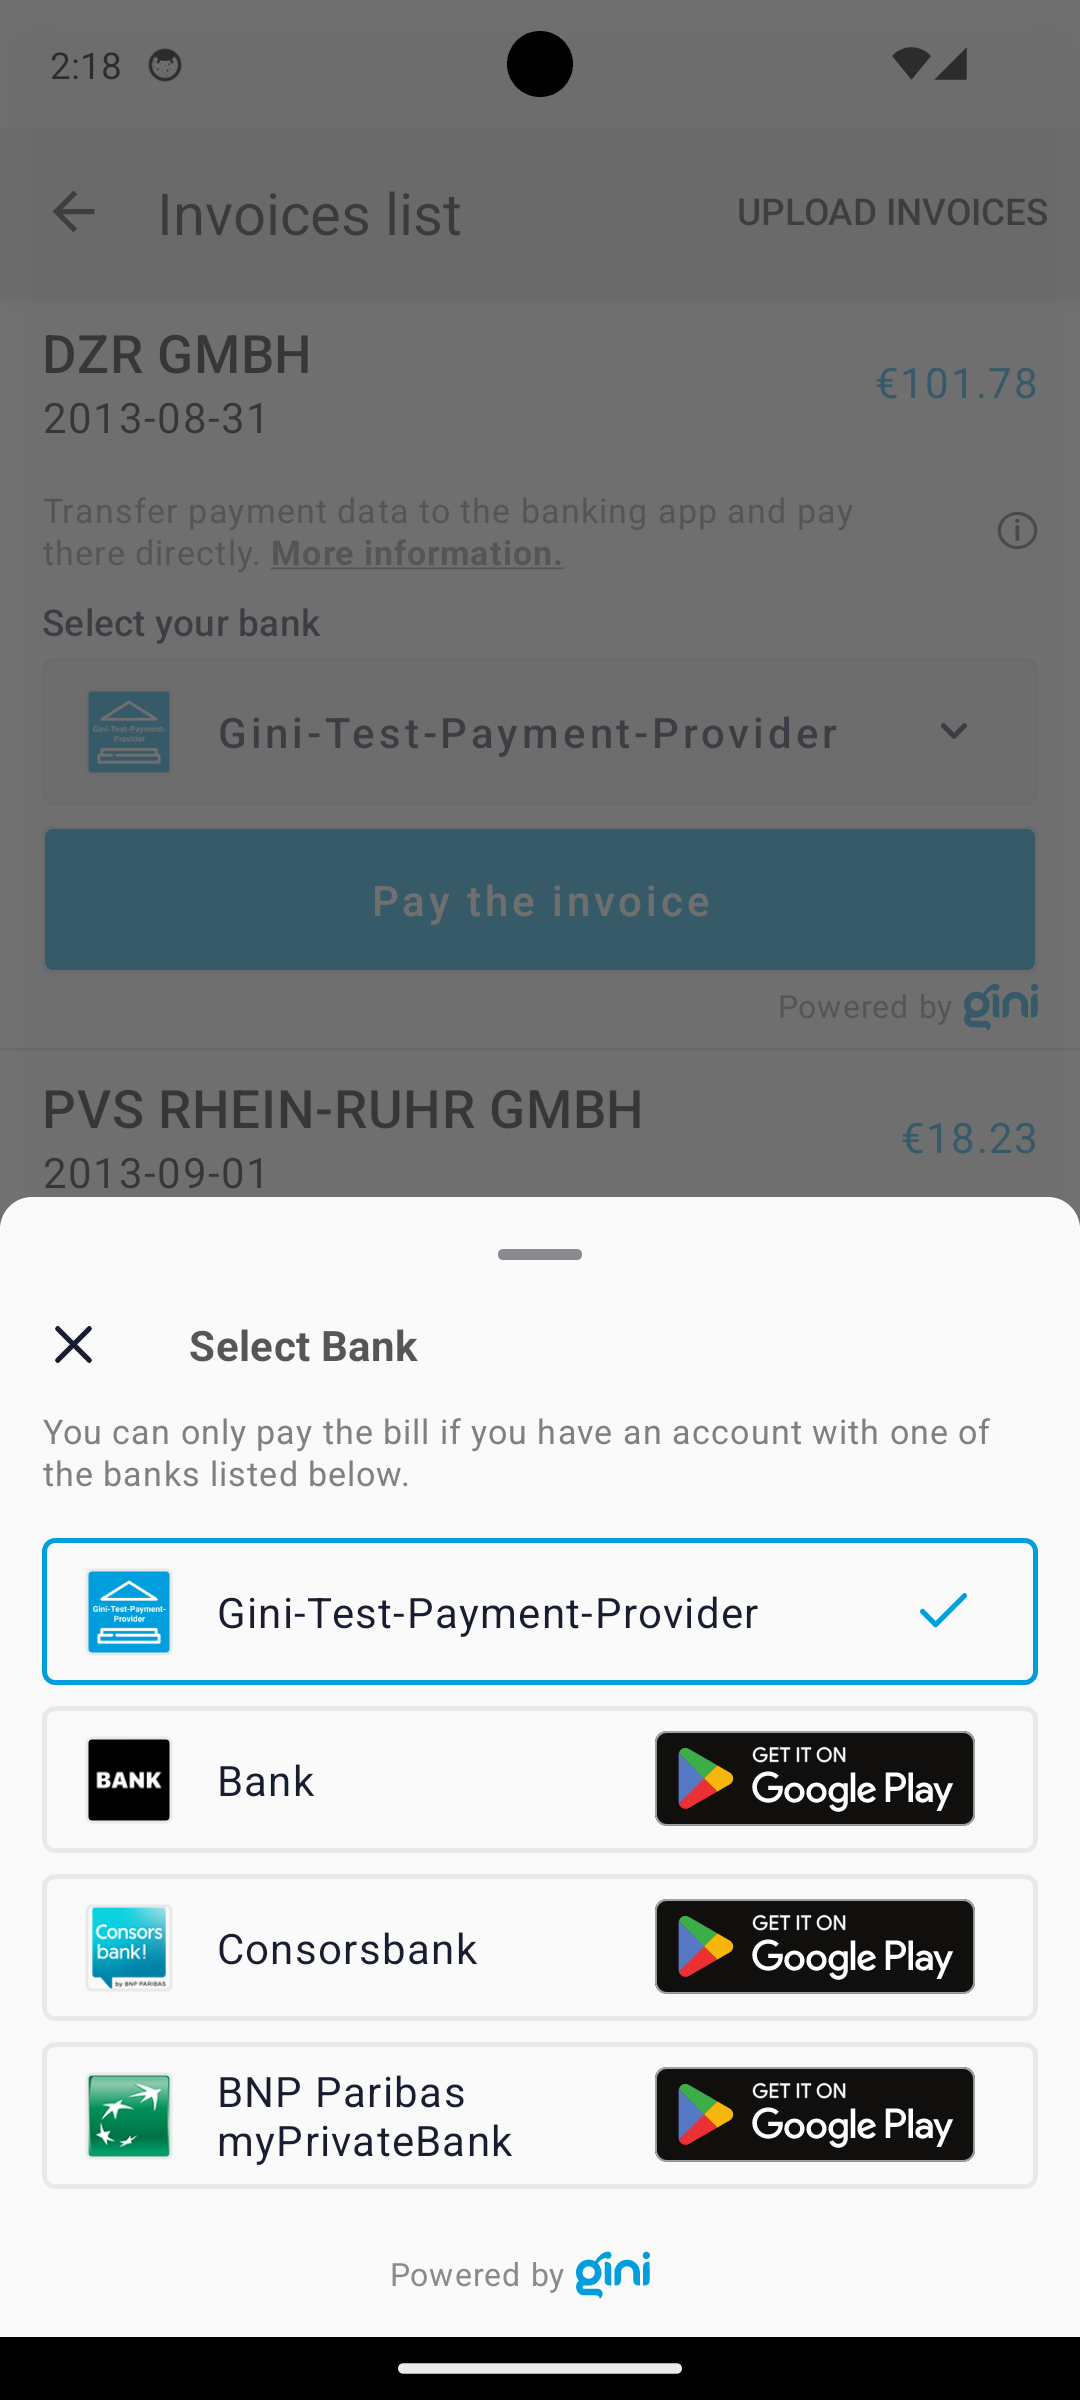 2:18
Invoices list
UPLOAD INVOICES
DZR GMBH
€101.78
2013-08-31
Transfer payment data to the banking app and pay
there directly. More information.
Select your bank
Gini-Test-Payment-
Provider
Gini-Test-Payment-Provider
Pay the invoice
Powered by gini
PVS RHEIN-RUHR GMBH
€18.23
2013-09-01
Select Bank
You can only pay the bill if you have an account with one of
the banks listed below.
Gini-Test-Payment-
Provider
Gini-Test-Payment-Provider
BANK
Bank
GET IT ON
Google Play
Consors
bank!
by BNP PARIBAS
Consorsbank
GET IT ON
Google Play
BNP Paribas
myPrivateBank
GET IT ON
Google Play
Powered by gini